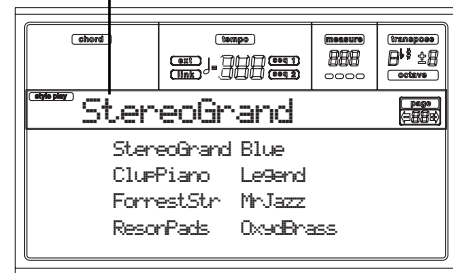 chord tempo measure transpose
ext seq 1
link seq 2
octave
style play StereoGrand page
StereoGrand Blue
ClubPiano Legend
ForrestStr MrJazz
ResonPads OxydBrass